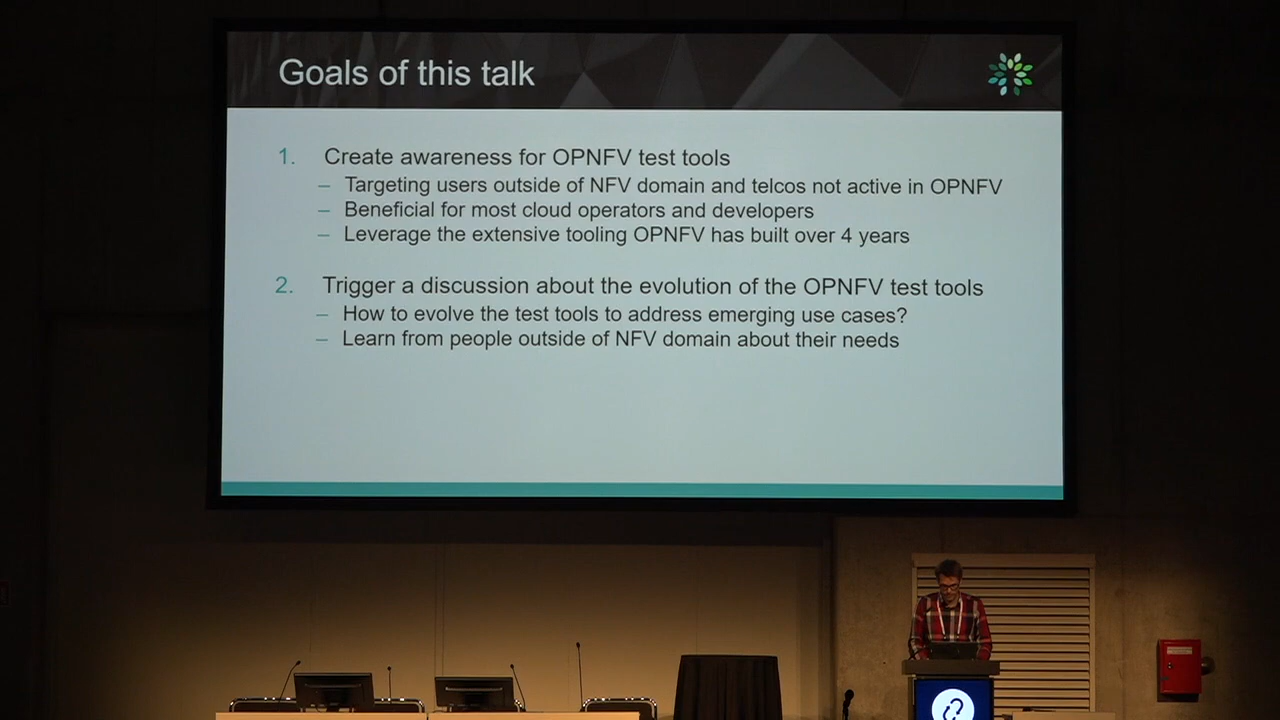 Goals of this talk
1. Create awareness for OPNFV test tools
– Targeting users outside of NFV domain and telcos not active in OPNFV
– Beneficial for most cloud operators and developers
– Leverage the extensive tooling OPNFV has built over 4 years
2. Trigger a discussion about the evolution of the OPNFV test tools
– How to evolve the test tools to address emerging use cases?
– Learn from people outside of NFV domain about their needs